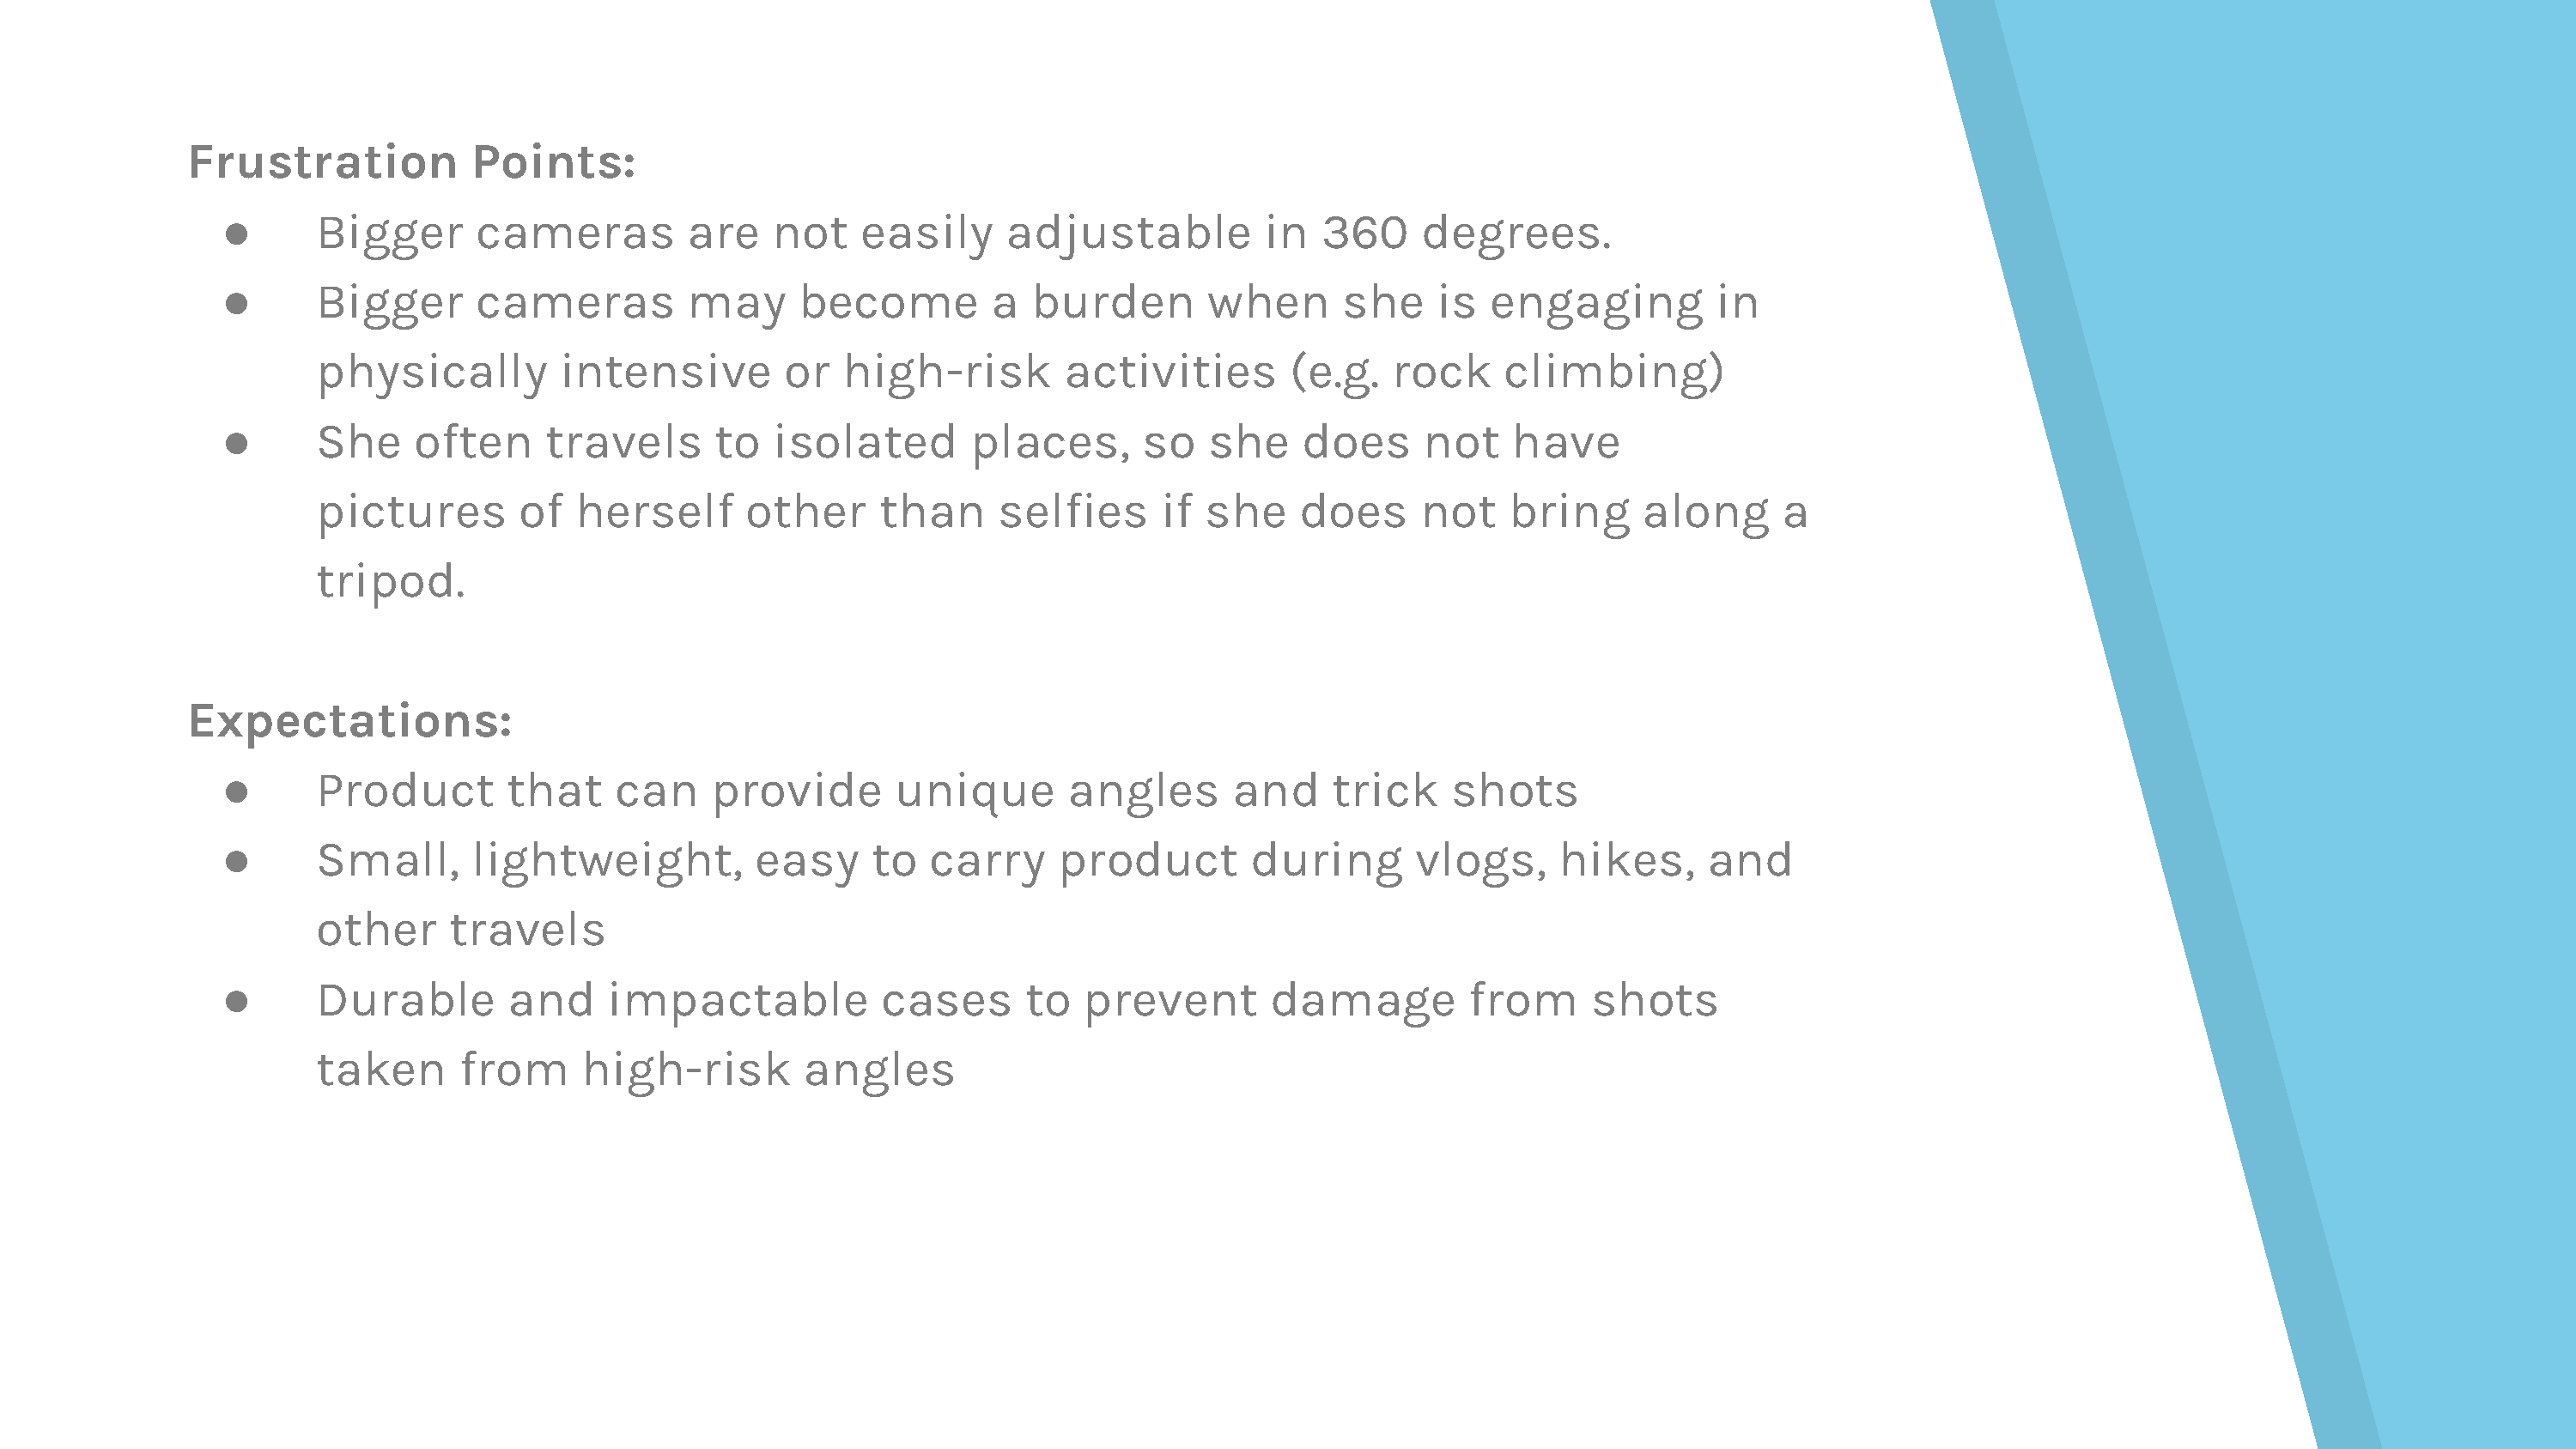 Frustration Points:
● Bigger cameras are not easily adjustable in 360 degrees.
● Bigger cameras may become a burden when she is engaging in
physically intensive or high-risk activities (e.g. rock climbing)
● She often travels to isolated places, so she does not have
pictures of herself other than selfies if she does not bring along a
tripod.
Expectations:
● Product that can provide unique angles and trick shots
● Small, lightweight, easy to carry product during vlogs, hikes, and
other travels
● Durable and impactable cases to prevent damage from shots
taken from high-risk angles